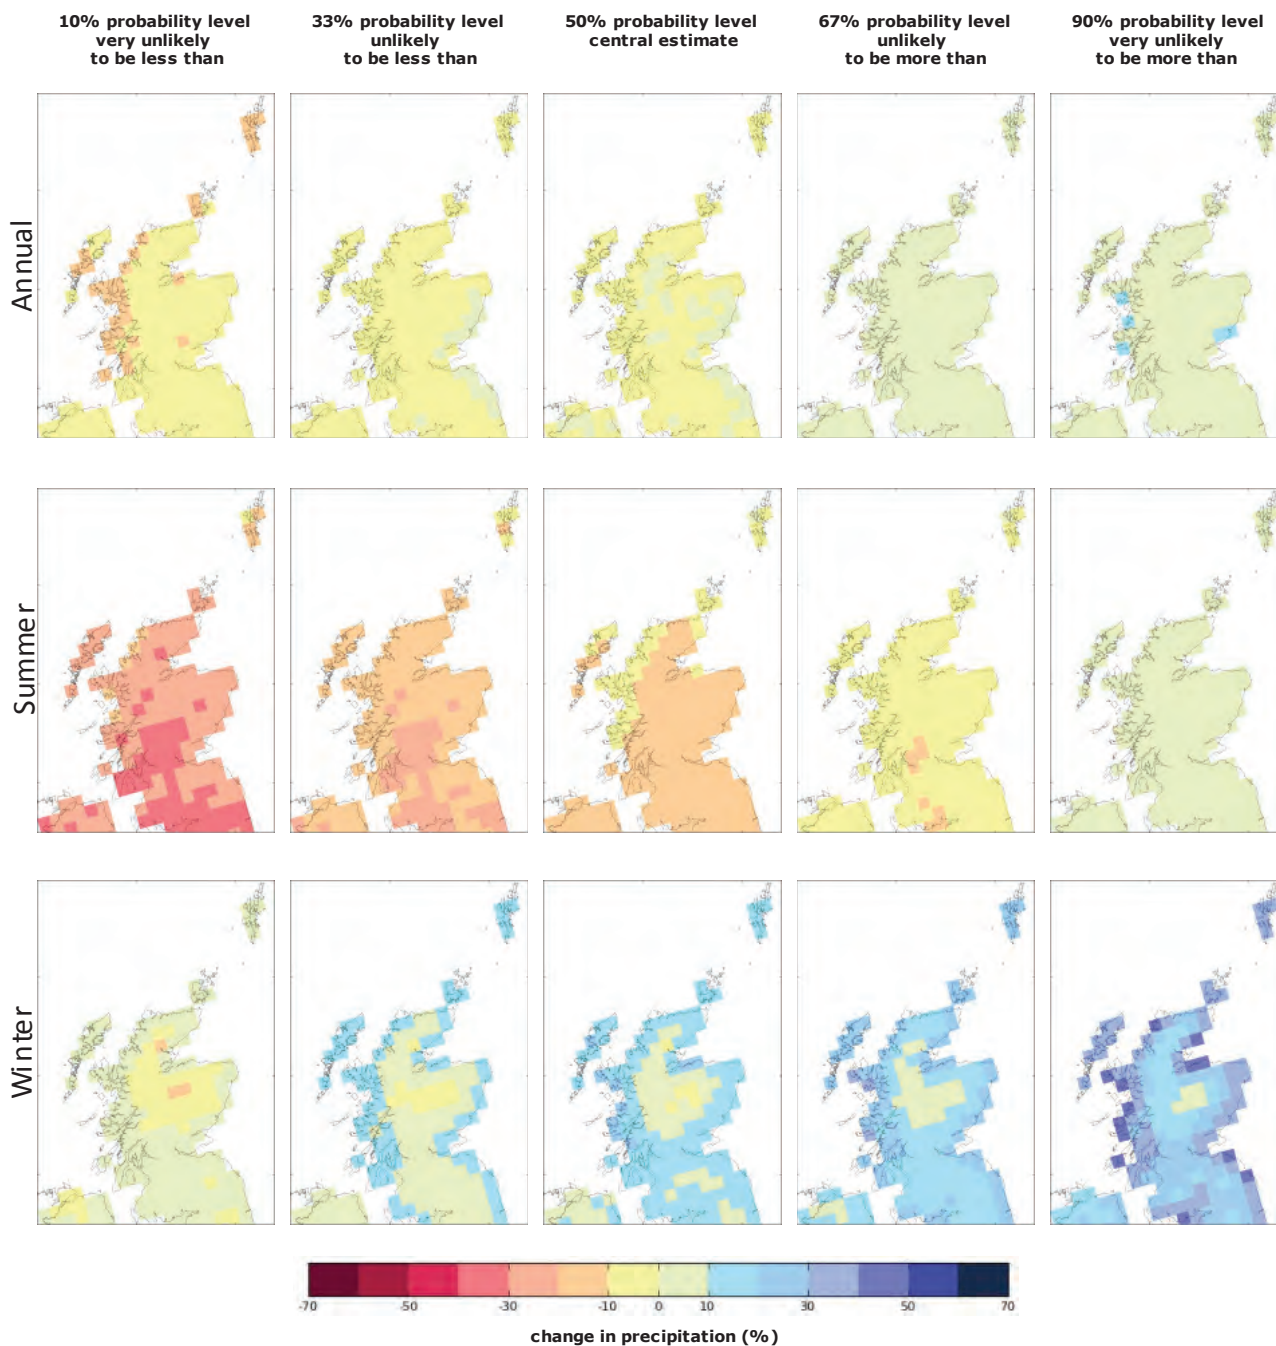 10% probability level
very unlikely
to be less than
33% probability level
unlikely
to be less than
50% probability level
central estimate
67% probability level
unlikely
to be more than
90% probability level
very unlikely
to be more than
Annual
Summer
Winter
-70 -50 -30 -10 0 10 30 50 70
change in precipitation (%)